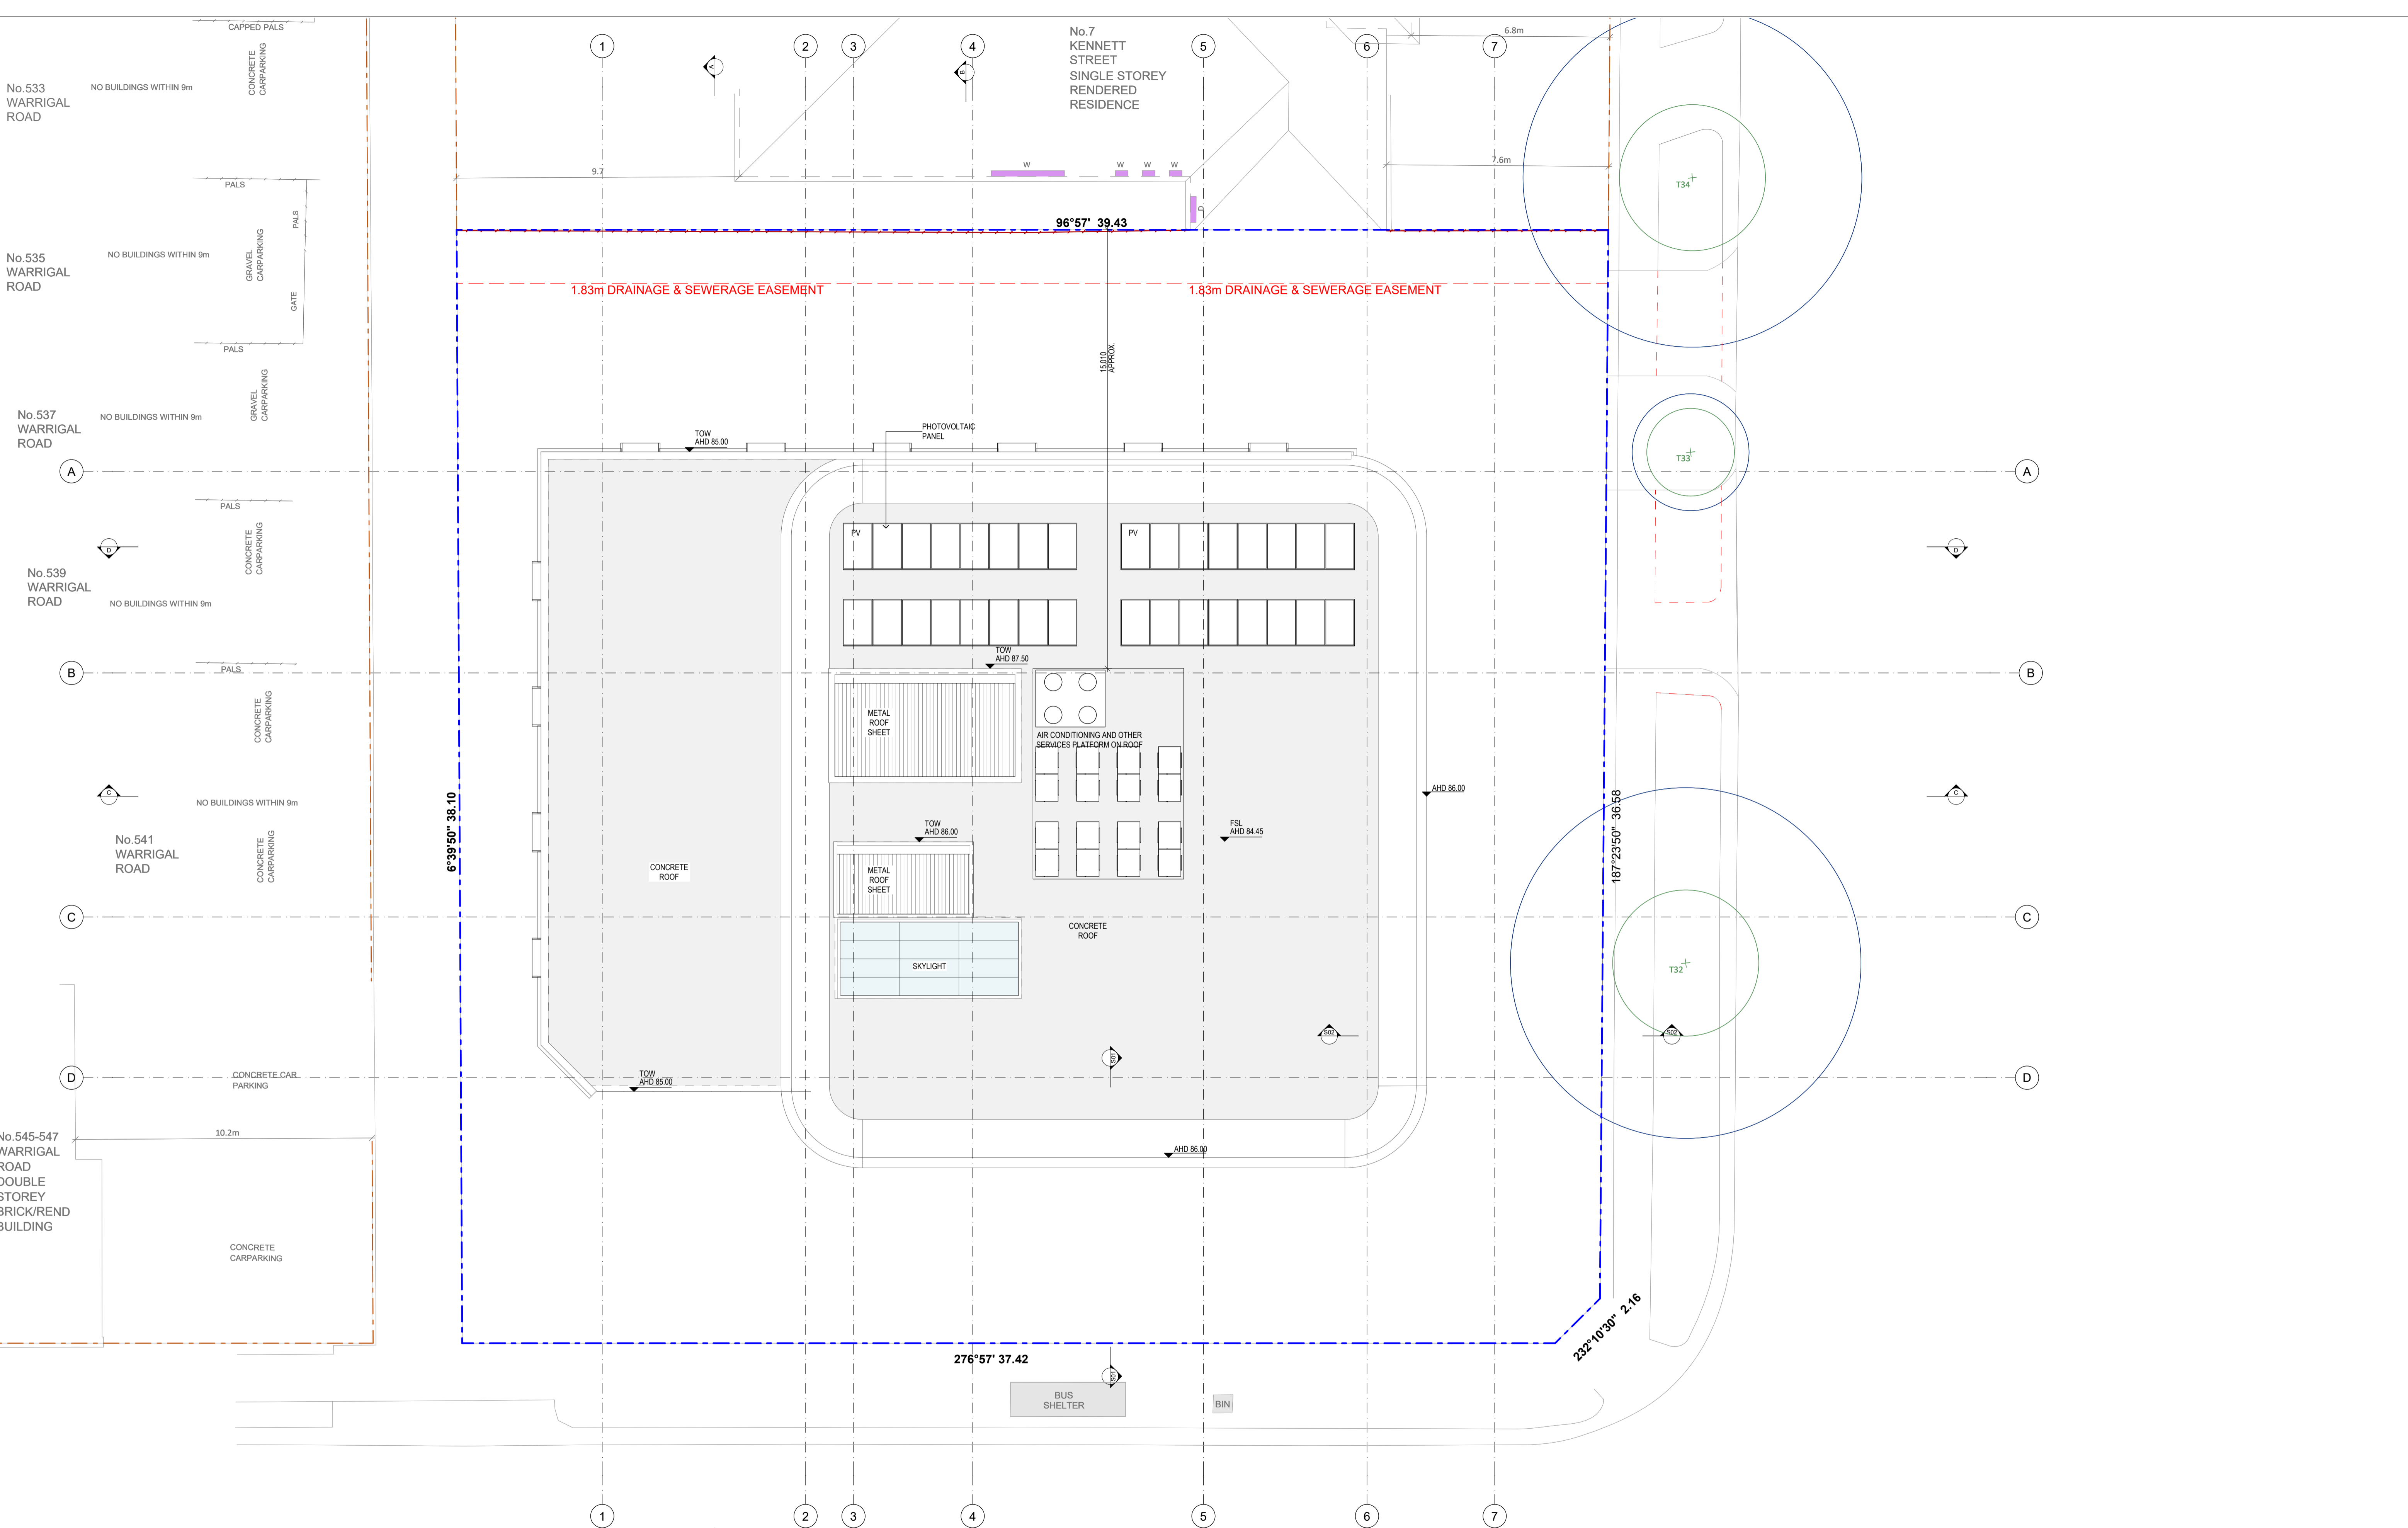 CAPPED PALS
No.7
KENNETT
STREET
SINGLE STOREY
RENDERED
RESIDENCE
6.8m
1
2
3
4
5
6
7
A
B
CONCRETE
CARPARKING
No.533
WARRIGAL
ROAD
NO BUILDINGS WITHIN 9m
9.7
W
W
W
W
7.6m
T34
PALS
D
PALS
96°57' 39.43
No.535
WARRIGAL
ROAD
NO BUILDINGS WITHIN 9m
GRAVEL
CARPARKING
GATE
1.83m DRAINAGE & SEWERAGE EASEMENT
1.83m DRAINAGE & SEWERAGE EASEMENT
PALS
15,010
APPROX.
No.537
WARRIGAL
ROAD
NO BUILDINGS WITHIN 9m
GRAVEL
CARPARKING
TOW
AHD 85.00
PHOTOVOLTAIC
PANEL
T33
A
A
PALS
PV
PV
D
CONCRETE
CARPARKING
D
No.539
WARRIGAL
ROAD
NO BUILDINGS WITHIN 9m
TOW
AHD 87.50
PALS
B
B
CONCRETE
CARPARKING
METAL
ROOF
SHEET
AIR CONDITIONING AND OTHER
SERVICES PLATFORM ON ROOF
C
NO BUILDINGS WITHIN 9m
AHD 86.00
C
6°39'50" 38.10
187°23'50" 36.58
No.541
WARRIGAL
ROAD
CONCRETE
CARPARKING
TOW
AHD 86.00
FSL
AHD 84.45
CONCRETE
ROOF
METAL
ROOF
SHEET
C
C
CONCRETE
ROOF
SKYLIGHT
T32
S02
S02
S01
D
D
CONCRETE CAR
PARKING
TOW
AHD 85.00
10.2m
No.545-547
WARRIGAL
ROAD
DOUBLE
STOREY
BRICK/REND
BUILDING
AHD 86.00
CONCRETE
CARPARKING
232°10'30" 2.16
276°57' 37.42
S01
BUS
SHELTER
BIN
1
2
3
4
5
6
7